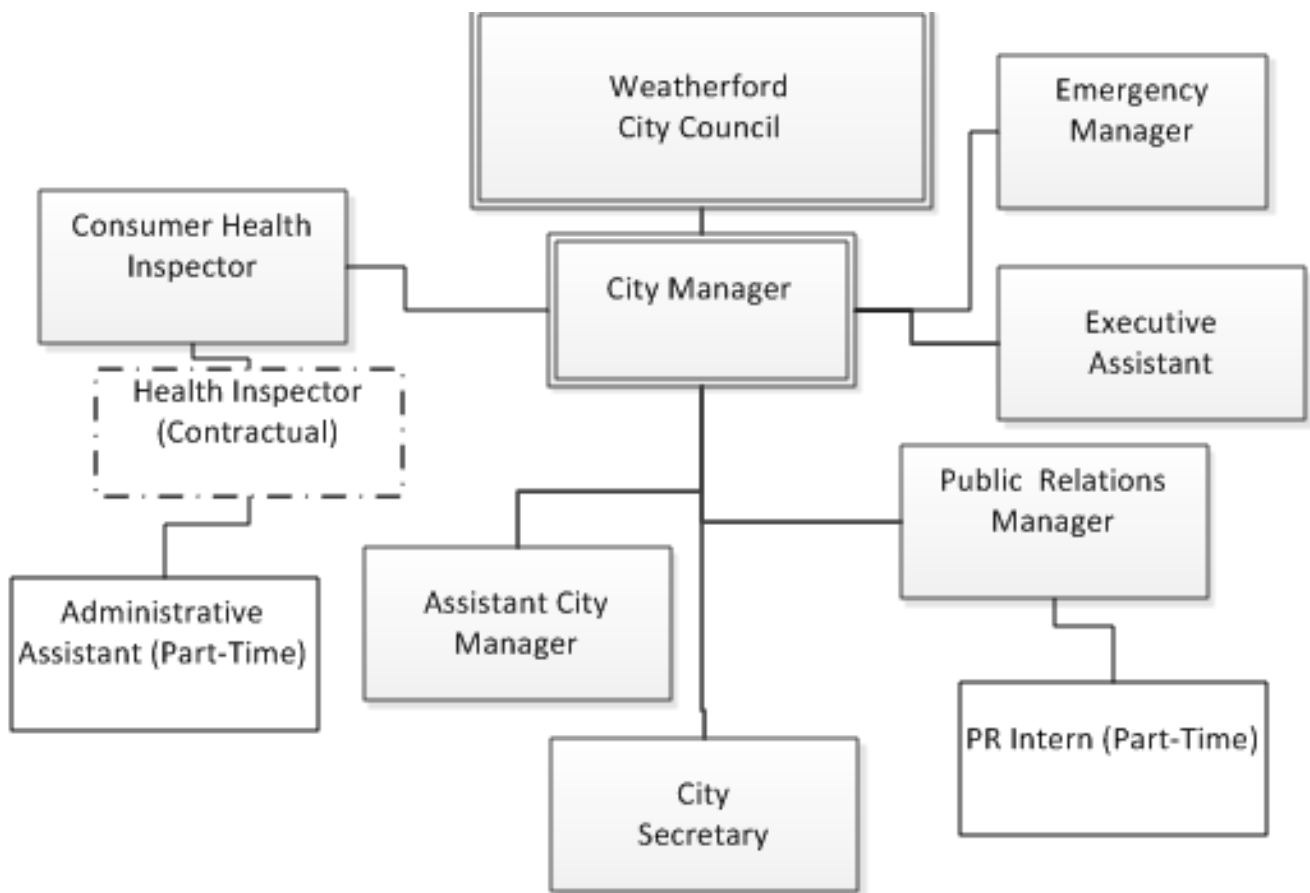 Weatherford
City Council
Emergency
Manager
Consumer Health
Inspector
City Manager
Executive
Assistant
Health Inspector
(Contractual)
Public Relations
Manager
Administrative
Assistant (Part-Time)
Assistant City
Manager
PR Intern (Part-Time)
City
Secretary